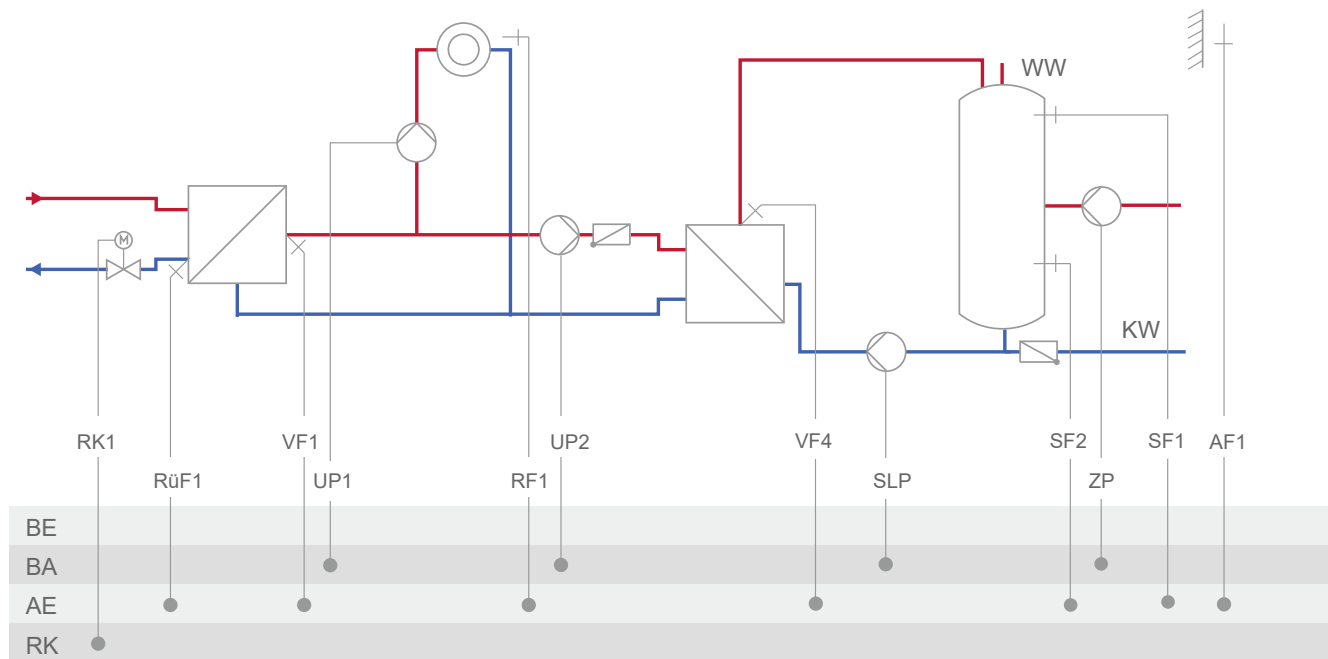 WW
M
KW
RK1 VF1 UP2 VF4 SF2 SF1 AF1
RüF1 UP1 RF1 SLP ZP
BE
BA
AE
RK